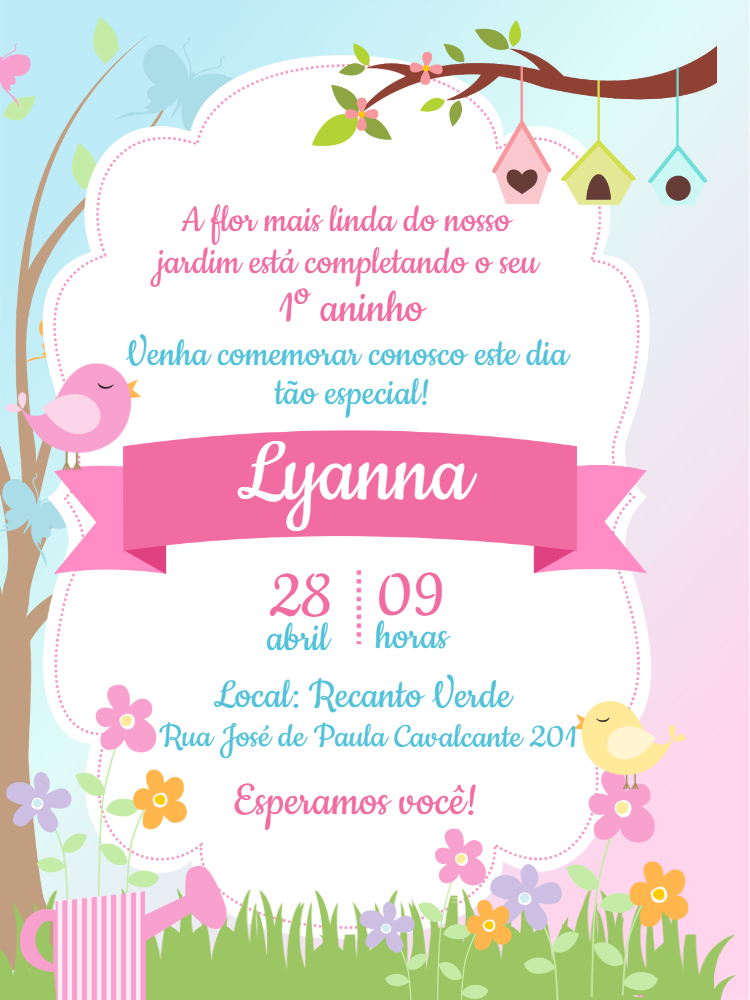 A flor mais linda do nosso
jardim está completando o seu
1º aninho
Venha comemorar conosco este dia
tão especial!
Lyanna
28 09
abril horas
Local: Recanto Verde
Rua José de Paula Cavalcante 201
Esperamos você!